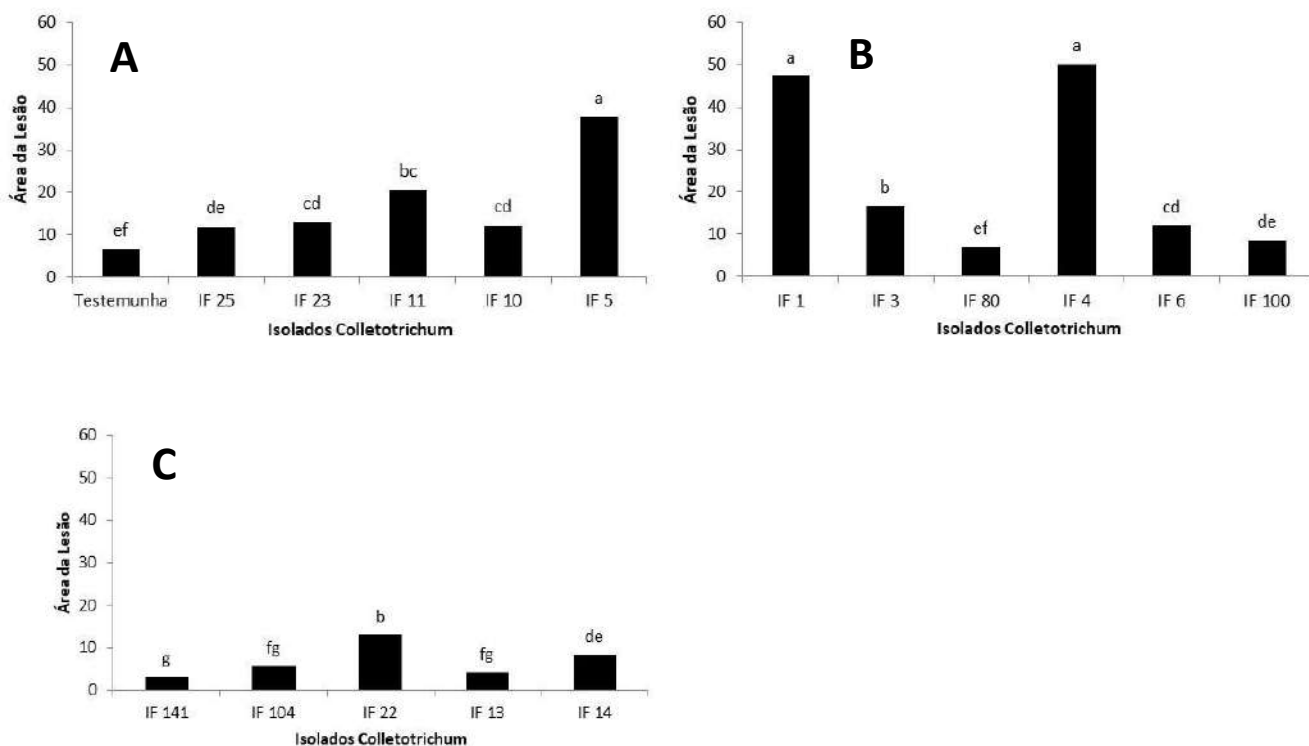 A
Área da Lesão
60
50
40
30
20
10
0
ef
de
cd
bc
cd
a
Testemunha IF 25 IF 23 IF 11 IF 10 IF 5
Isolados Colletotrichum
B
Área da Lesão
60
50
40
30
20
10
0
a
b
ef
a
cd
de
IF 1 IF 3 IF 80 IF 4 IF 6 IF 100
Isolados Colletotrichum
C
Área da Lesão
60
50
40
30
20
10
0
g
fg
b
fg
de
IF 141 IF 104 IF 22 IF 13 IF 14
Isolados Colletotrichum